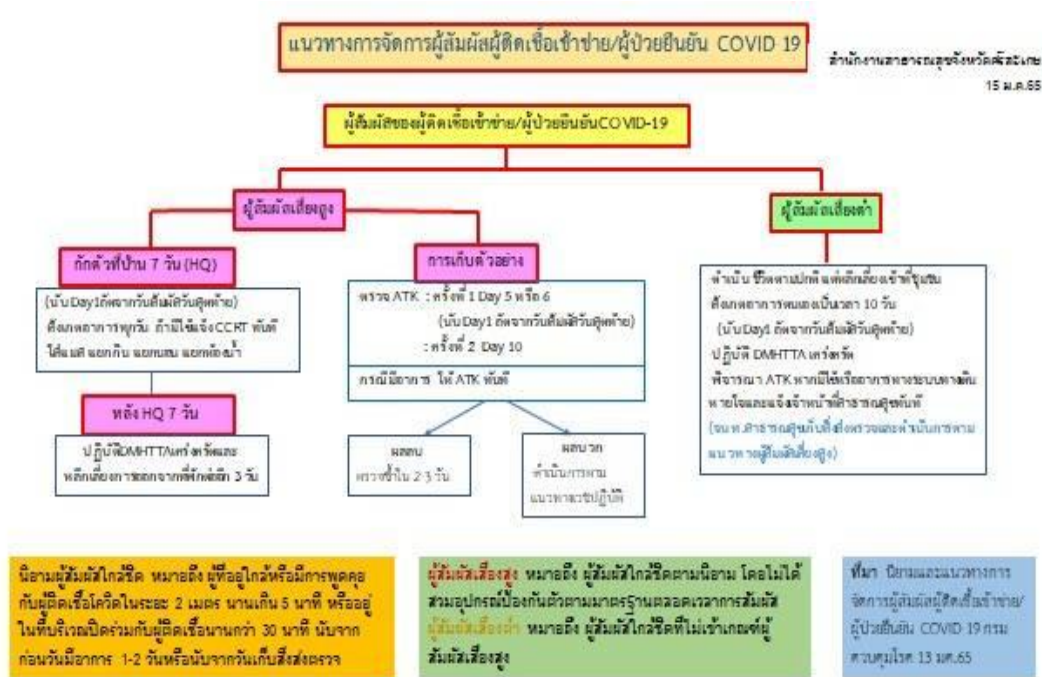 แนวทางการจัดการผู้สัมผัสผู้ติดเชื้อเข้าข่าย/ผู้ป่วยยืนยัน COVID 19
สำนักงานสาธารณสุขจังหวัดศรีสะเกษ
15 ม.ค.65
ผู้สัมผัสของผู้ติดเชื้อเข้าข่าย/ผู้ป่วยยืนยันCOVID-19
ผู้สัมผัสเสี่ยงสูง
ผู้สัมผัสเสี่ยงต่ำ
กักตัวที่บ้าน 7 วัน (HQ)
(นับ Day1ถัดจากวันสัมผัสวันสุดท้าย)
สังเกตอาการทุกวัน ถ้ามีไข้แจ้ง CCRT ทันที
ใส่แมส แยกกิน แยกนอน แยกห้องน้ำ
หลัง HQ 7 วัน
ปฏิบัติDMHTTAเคร่งครัดและ
หลีกเลี่ยงการออกจากที่พักต่ออีก 3 วัน
การเก็บตัวอย่าง
ตรวจ ATK : ครั้งที่ 1 Day 5 หรือ 6
(นับ Day1 ถัดจากวันสัมผัสวันสุดท้าย)
: ครั้งที่ 2 Day 10
กรณีมีอาการ ให้ ATK ทันที
ผลลบ
ตรวจซ้ำใน 2-3 วัน
ผลบวก
ดำเนินการตาม
แนวทางเวชปฏิบัติ
ดำเนินชีวิตตามปกติ แต่หลีกเลี่ยงเข้าที่ชุมชน
สังเกตอาการตนเองเป็นเวลา 10 วัน
(นับ Day1 ถัดจากวันสัมผัสวันสุดท้าย)
ปฏิบัติ DMHTTA เคร่งครัด
พิจารณา ATK หากมีไข้หรืออาการทางระบบทางเดิน
หายใจและแจ้งเจ้าหน้าที่สาธารณสุขทันที
(จนท.สาธารณสุขเก็บสิ่งส่งตรวจและดำเนินการตาม
แนวทางผู้สัมผัสเสี่ยงสูง)
นิยามผู้สัมผัสใกล้ชิด หมายถึง ผู้ที่อยู่ใกล้หรือมีการพูดคุย
กับผู้ติดเชื้อโควิดในระยะ 2 เมตร นานเกิน 5 นาที หรืออยู่
ในที่บริเวณปิดร่วมกับผู้ติดเชื้อนานกว่า 30 นาที นับจาก
ก่อนวันมีอาการ 1-2 วันหรือนับจากวันเก็บสิ่งส่งตรวจ
ผู้สัมผัสเสี่ยงสูง หมายถึง ผู้สัมผัสใกล้ชิดตามนิยาม โดยไม่ได้
สวมอุปกรณ์ป้องกันตัวตามมาตรฐานตลอดเวลาการสัมผัส
ผู้สัมผัสเสี่ยงต่ำ หมายถึง ผู้สัมผัสใกล้ชิดที่ไม่เข้าเกณฑ์ผู้
สัมผัสเสี่ยงสูง
ที่มา นิยามและแนวทางการ
จัดการผู้สัมผัสผู้ติดเชื้อเข้าข่าย/
ผู้ป่วยยืนยัน COVID 19 กรม
ควบคุมโรค 13 มค.65